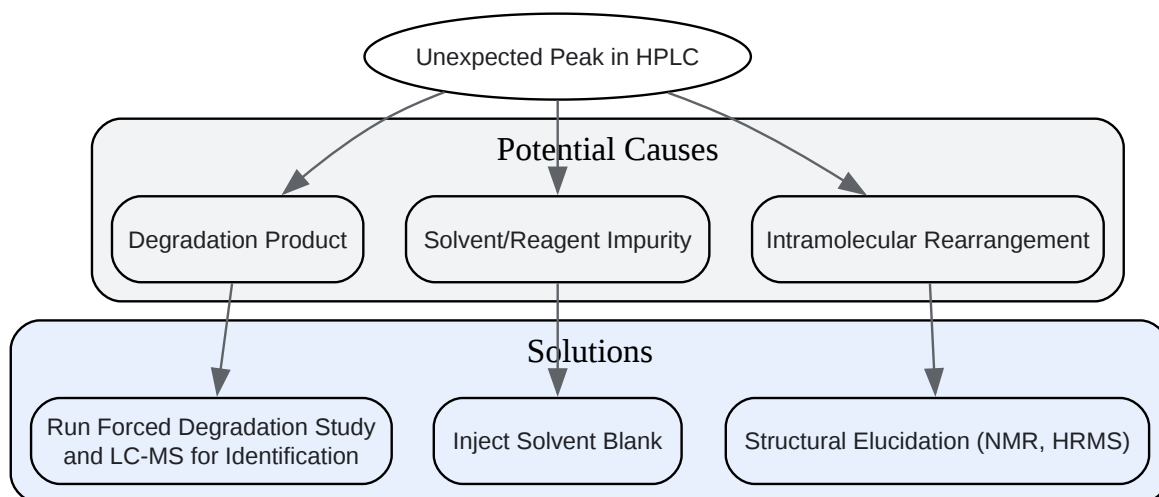 Unexpected Peak in HPLC
Potential Causes
Degradation Product
Solvent/Reagent Impurity
Intramolecular Rearrangement
Solutions
Run Forced Degradation Study
and LC-MS for Identification
Inject Solvent Blank
Structural Elucidation (NMR, HRMS)